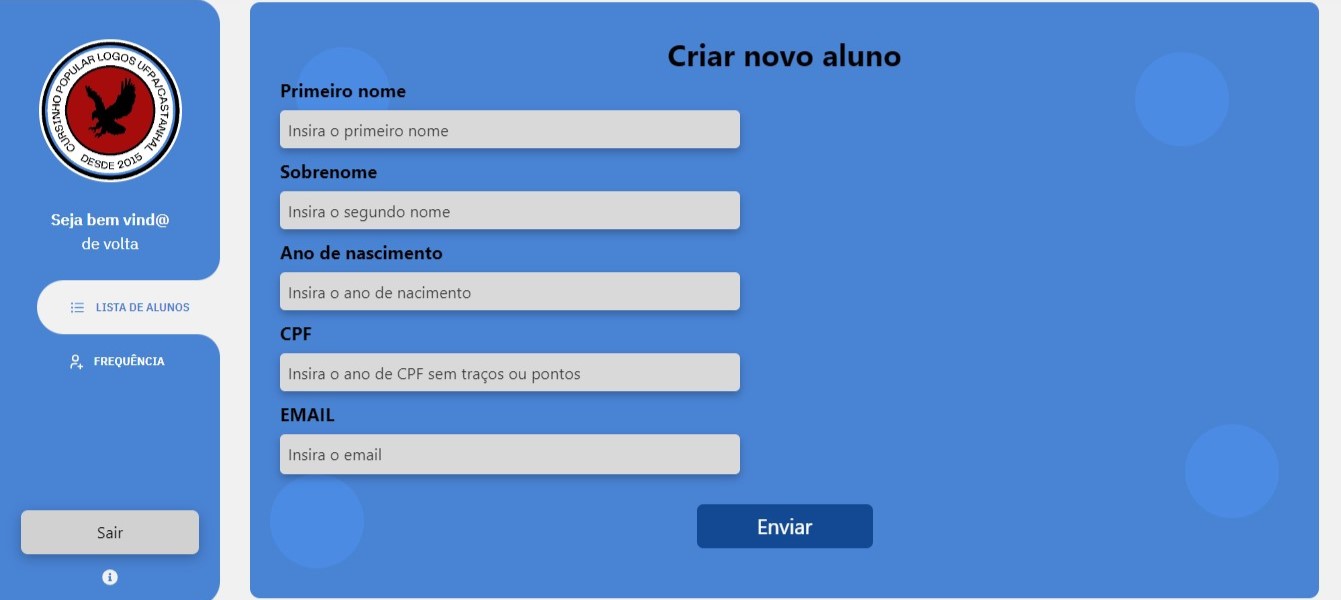 CURSINHO POPULAR LOGOS UFPA/CASTANHAL
DESDE 2015
Seja bem vind@
de volta
LISTA DE ALUNOS
FREQUÊNCIA
Sair
Criar novo aluno
Primeiro nome
Insira o primeiro nome
Sobrenome
Insira o segundo nome
Ano de nascimento
Insira o ano de nacimento
CPF
Insira o ano de CPF sem traços ou pontos
EMAIL
Insira o email
Enviar